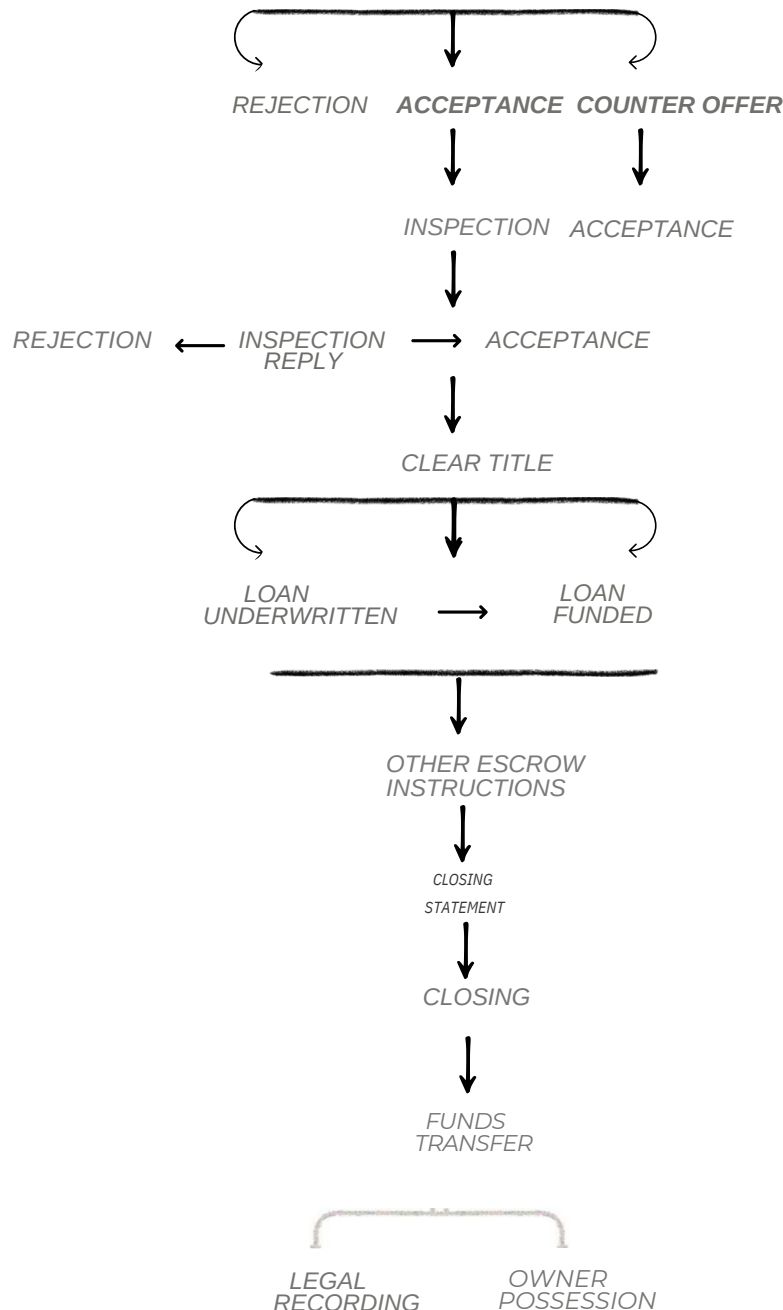 REJECTION ACCEPTANCE COUNTER OFFER
INSPECTION ACCEPTANCE
REJECTION INSPECTION ACCEPTANCE
REPLY
CLEAR TITLE
LOAN LOAN
UNDERWRITTEN FUNDED
OTHER ESCROW
INSTRUCTIONS
CLOSING
STATEMENT
CLOSING
FUNDS
TRANSFER
LEGAL OWNER
RECORDING POSSESSION